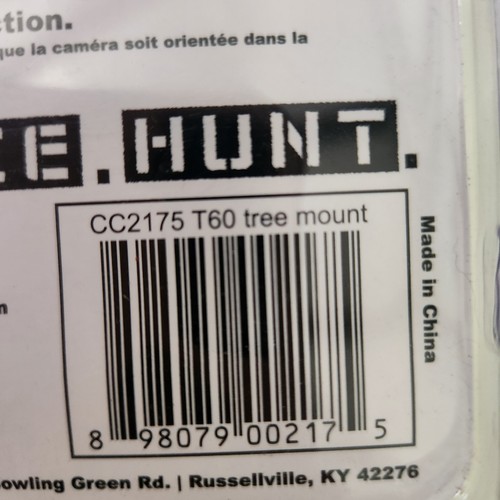 tion.
que la caméra soit orientée dans la
E.HUNT.
CC2175 T60 tree mount
Made in China
8 98079 00217 5
owling Green Rd. | Russellville, KY 42276